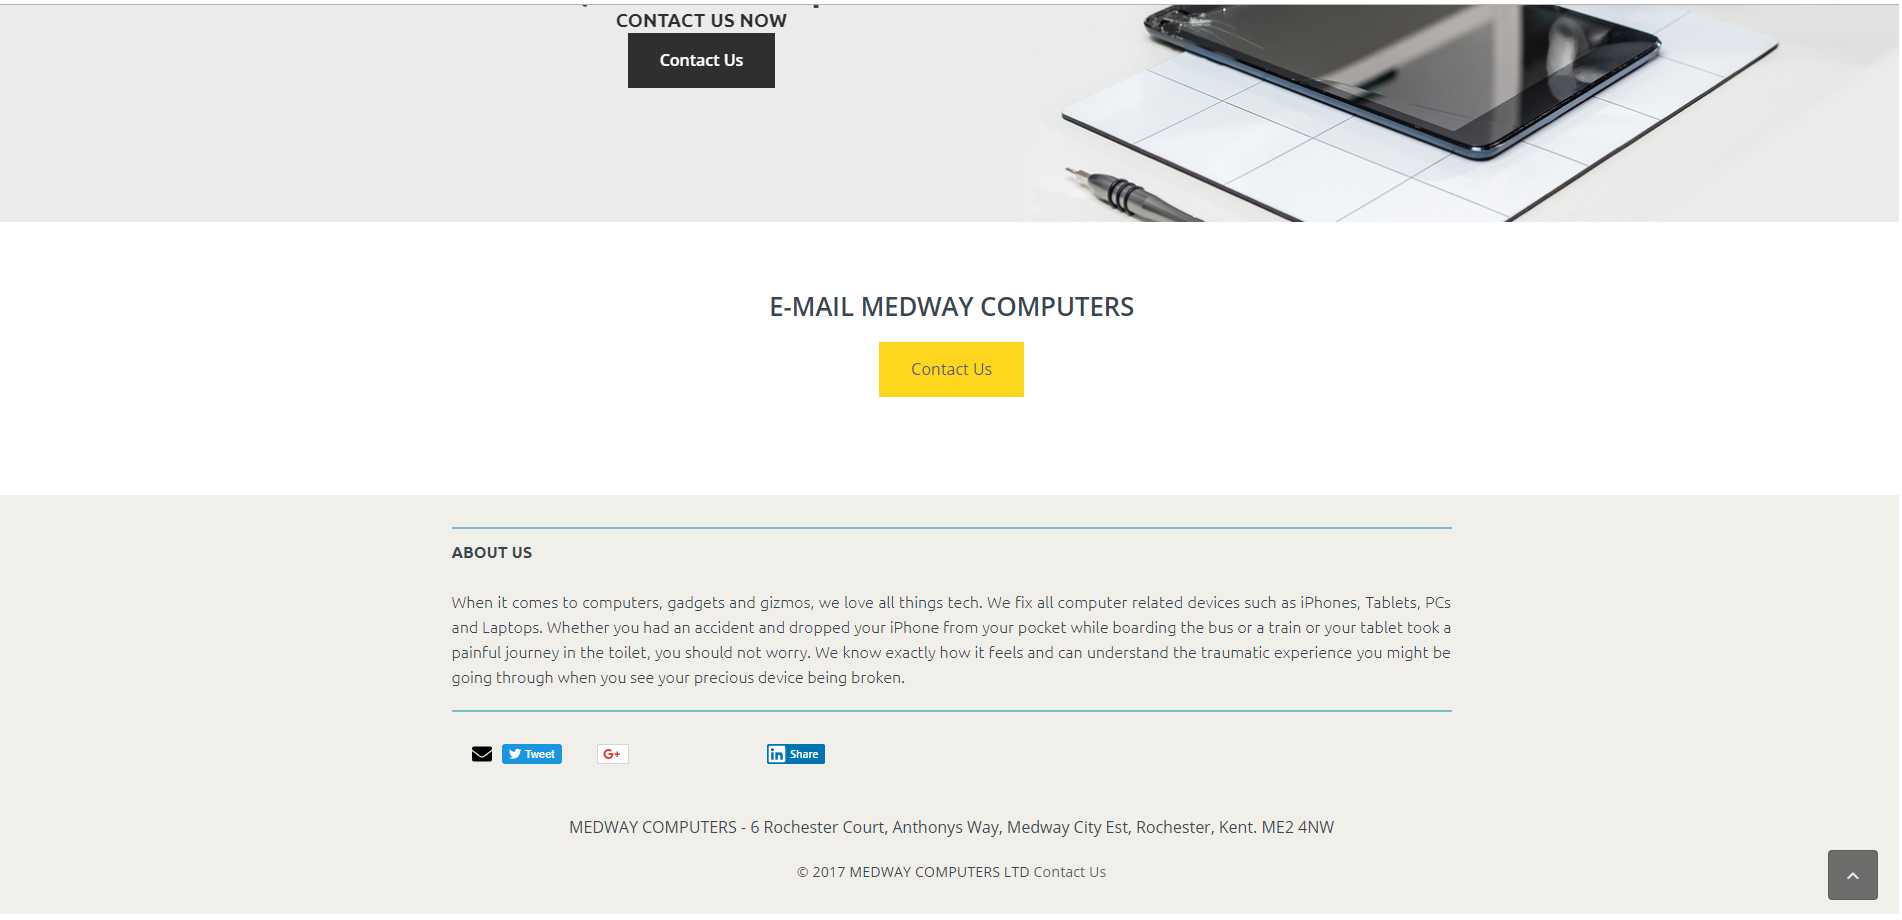 CONTACT US NOW
Contact Us
E-MAIL MEDWAY COMPUTERS
Contact Us
ABOUT US
When it comes to computers, gadgets and gizmos, we love all things tech. We fix all computer related devices such as iPhones, Tablets, PCs
and Laptops. Whether you had an accident and dropped your iPhone from your pocket while boarding the bus or a train or your tablet took a
painful journey in the toilet, you should not worry. We know exactly how it feels and can understand the traumatic experience you might be
going through when you see your precious device being broken.
Tweet
G+
in Share
MEDWAY COMPUTERS - 6 Rochester Court, Anthonys Way, Medway City Est, Rochester, Kent. ME2 4NW
© 2017 MEDWAY COMPUTERS LTD Contact Us